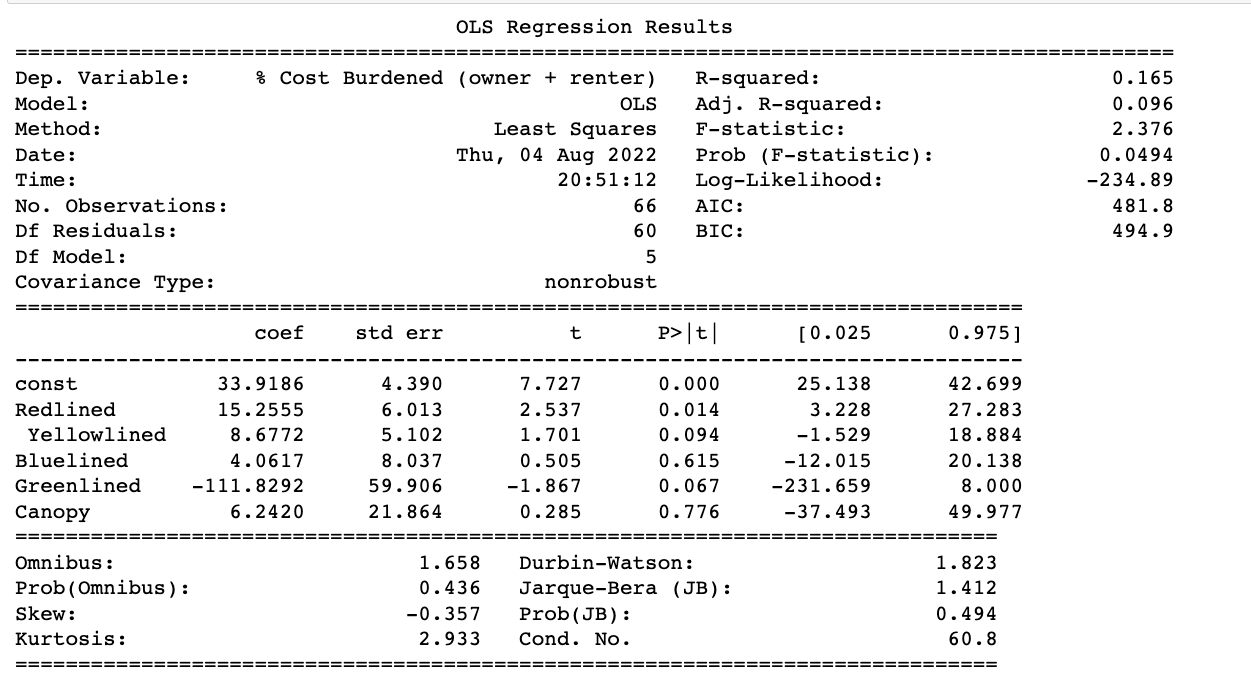 OLS Regression Results
==============================================================================================
Dep. Variable:     % Cost Burdened (owner + renter)   R-squared:                       0.165
Model:                                          OLS   Adj. R-squared:                  0.096
Method:                               Least Squares   F-statistic:                     2.376
Date:                              Thu, 04 Aug 2022   Prob (F-statistic):             0.0494
Time:                                      20:51:12   Log-Likelihood:                -234.89
No. Observations:                                66   AIC:                             481.8
Df Residuals:                                    60   BIC:                             494.9
Df Model:                                         5
Covariance Type:                          nonrobust
================================================================================
                   coef    std err          t      P>|t|      [0.025      0.975]
--------------------------------------------------------------------------------
const           33.9186      4.390      7.727      0.000      25.138      42.699
Redlined        15.2555      6.013      2.537      0.014       3.228      27.283
 Yellowlined     8.6772      5.102      1.701      0.094      -1.529      18.884
Bluelined        4.0617      8.037      0.505      0.615     -12.015      20.138
Greenlined    -111.8292     59.906     -1.867      0.067    -231.659       8.000
Canopy           6.2420     21.864      0.285      0.776     -37.493      49.977
==============================================================================
Omnibus:                        1.658   Durbin-Watson:                   1.823
Prob(Omnibus):                  0.436   Jarque-Bera (JB):                1.412
Skew:                          -0.357   Prob(JB):                        0.494
Kurtosis:                       2.933   Cond. No.                         60.8
==============================================================================